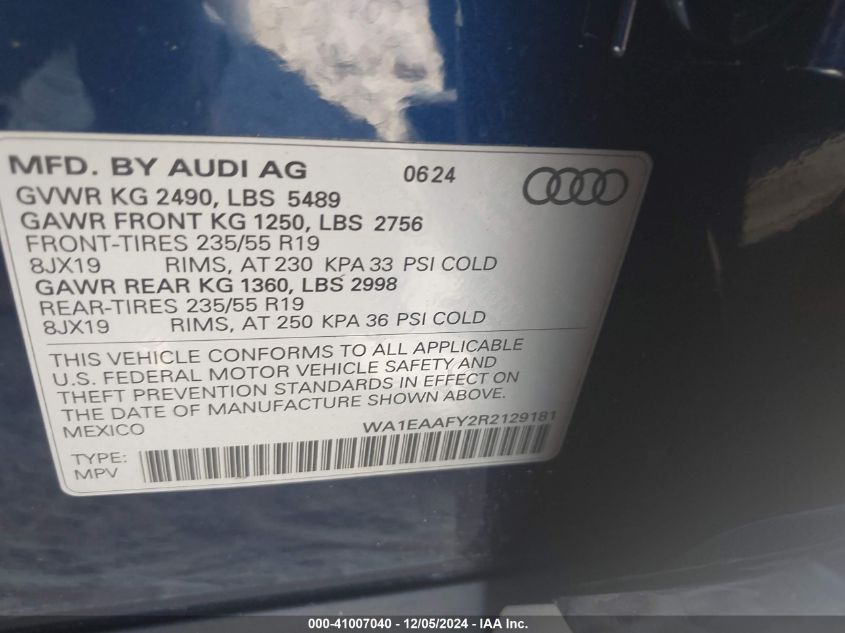 MFD. BY AUDI AG 0624
GVWR KG 2490, LBS 5489
GAWR FRONT KG 1250, LBS 2756
FRONT-TIRES 235/55 R19
8JX19 RIMS, AT 230 KPA 33 PSI COLD
GAWR REAR KG 1360, LBS 2998
REAR-TIRES 235/55 R19
8JX19 RIMS, AT 250 KPA 36 PSI COLD
THIS VEHICLE CONFORMS TO ALL APPLICABLE
U.S. FEDERAL MOTOR VEHICLE SAFETY AND
THEFT PREVENTION STANDARDS IN EFFECT ON
THE DATE OF MANUFACTURE SHOWN ABOVE.
MEXICO WA1EAAFY2R2129181
TYPE:
MPV
000-41007040 - 12/05/2024 - IAA Inc.